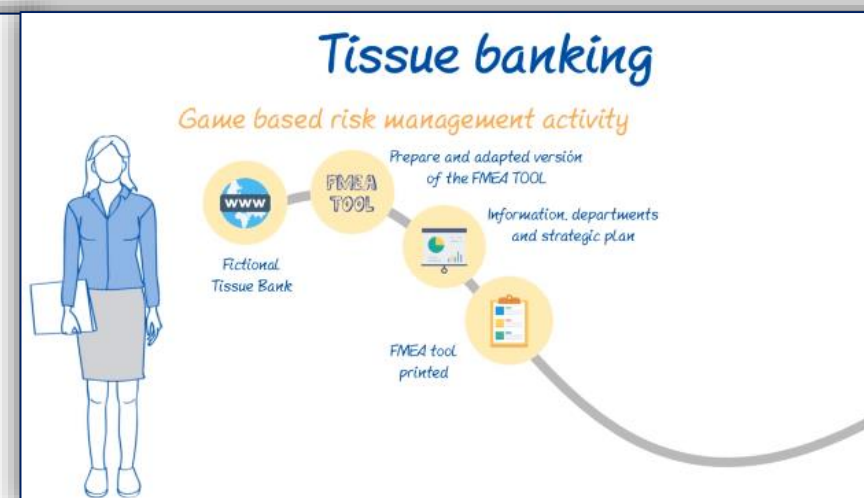 Tissue banking
Game based risk management activity
WWW
Fictional
Tissue Bank
FMEA
TOOL
Prepare and adapted versión
of the FMEA TOOL
Information, departments
and strategic plan
FMEA tool
printed